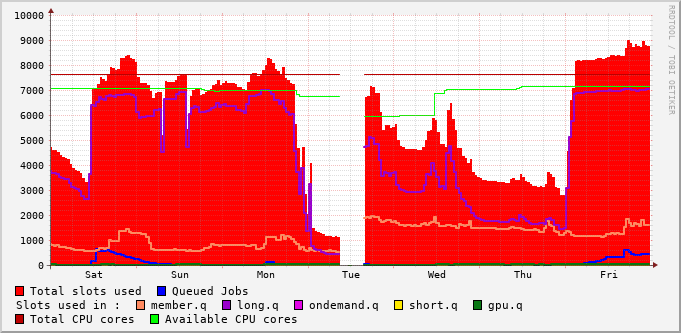 10000
9000
8000
7000
6000
5000
4000
3000
2000
1000
0
Sat Sun Mon Tue Wed Thu Fri
RRDTOOL / TOBI OETIKER
Total slots used Queued Jobs
Slots used in : member.q long.q ondemand.q short.q gpu.q
Total CPU cores Available CPU cores